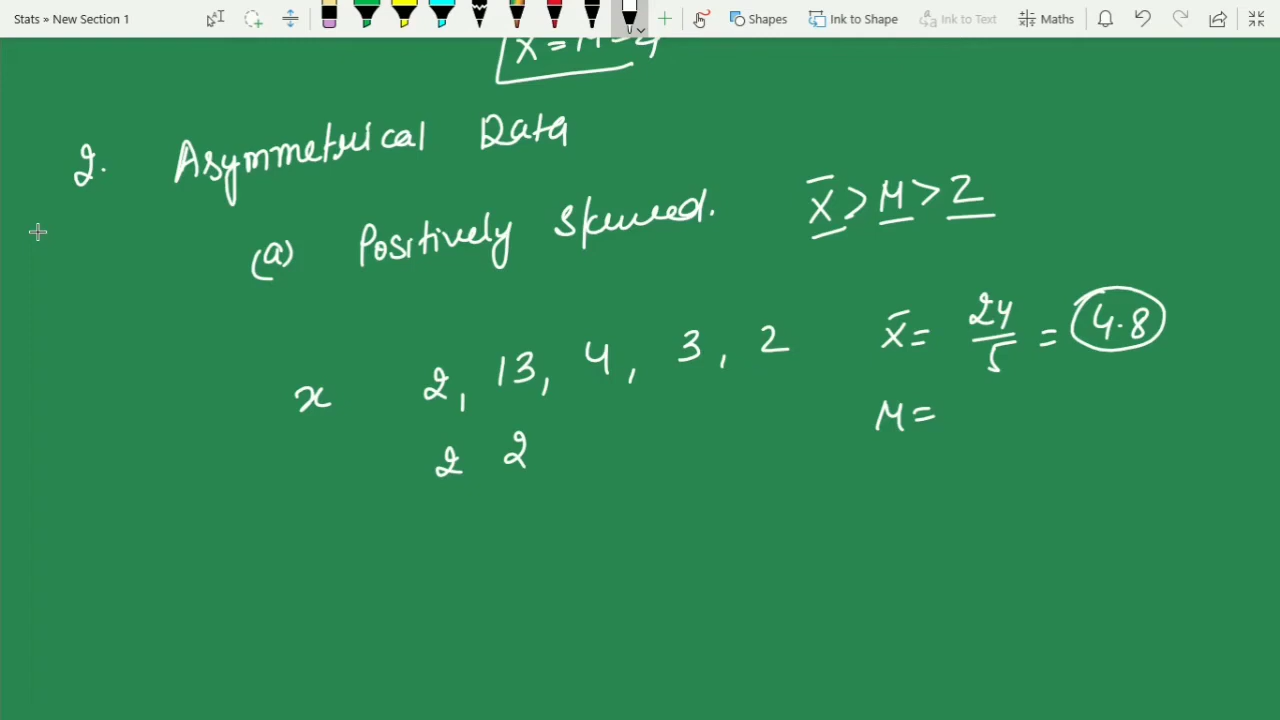 Stats » New Section 1
Shapes
Ink to Shape
Ink to Text
Maths
2. Asymmetrical Data
(a) Positively Skewed. X̄ > M > Z
x 2, 13, 4, 3, 2 X̄ = 24/5 = 4.8
2 2 M =